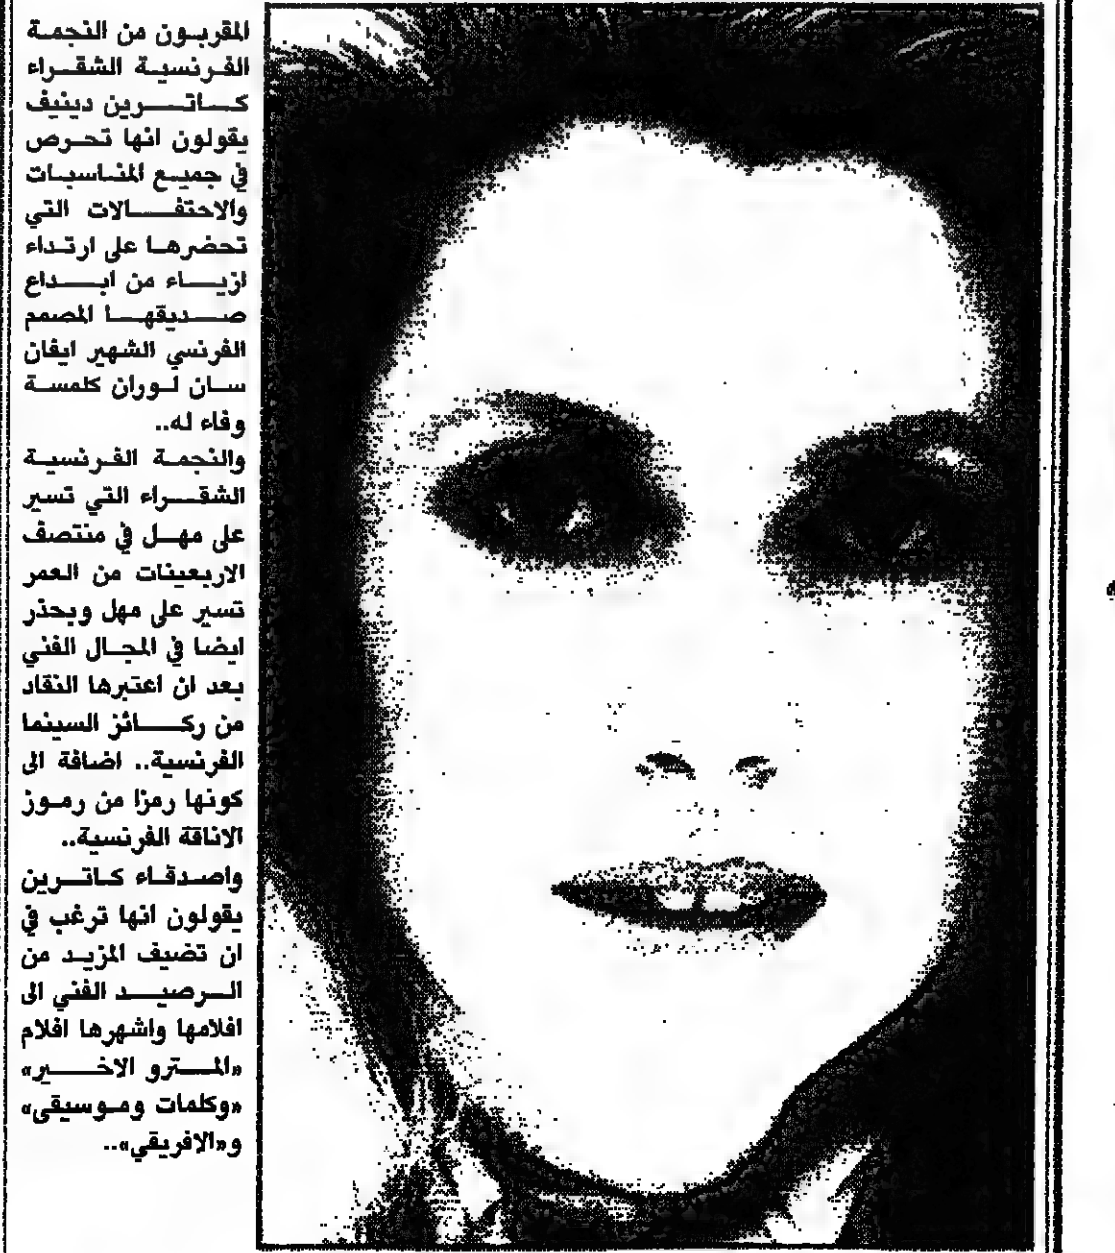 المقربون من النجمة
الفرنسية الشقراء
كاترين دينيف
يقولون انها تحرص
في جميع المناسبات
والاحتفالات التي
تحضرها على ارتداء
ازياء من ابداع
صديقها المصمم
الفرنسي الشهير ايفان
سان لوران كلمسة
وفاء له..
والنجمة الفرنسية
الشقراء التي تسير
على مهل في منتصف
الاربعينات من العمر
تسير على مهل وبحذر
ايضا في المجال الفني
بعد ان اعتبرها النقاد
من ركائز السينما
الفرنسية.. اضافة الى
كونها رمزا من رموز
الاناقة الفرنسية..
واصدقاء كاترين
يقولون انها ترغب في
ان تضيف المزيد من
الرصيد الفني الى
افلامها واشهرها افلام
«المترو الاخير»
«وكلمات وموسيقى»
و«الافريقي»..